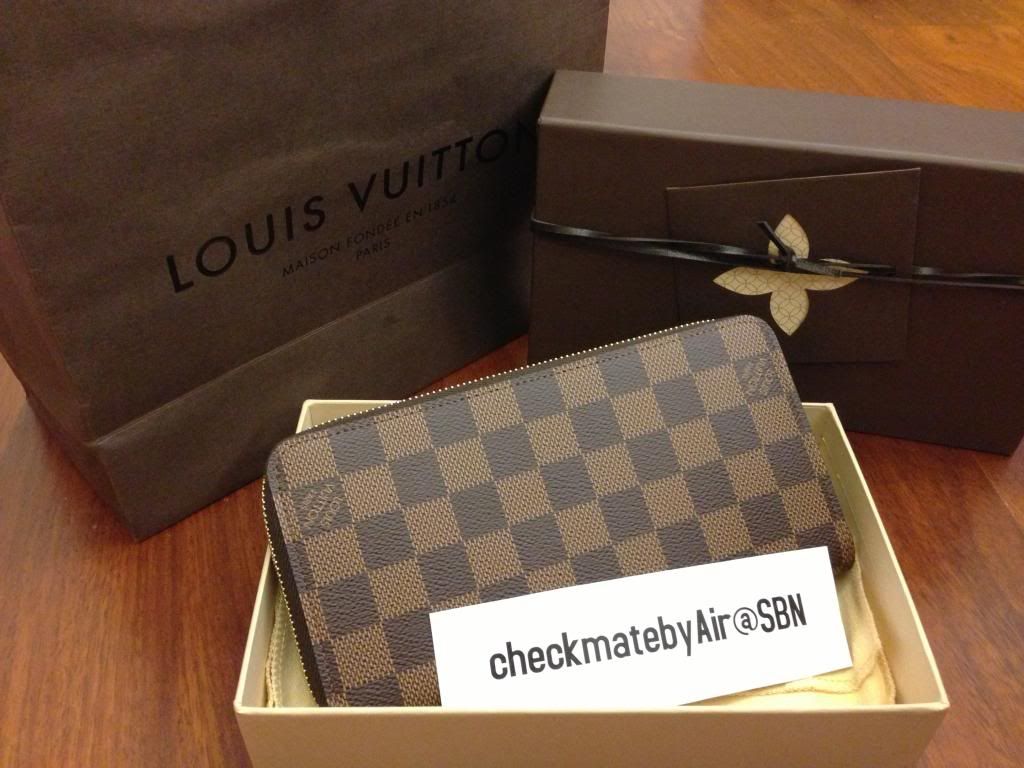 LOUIS VUITTON
MAISON FONDÉE EN 1854
PARIS
checkmatebyAir@SBN